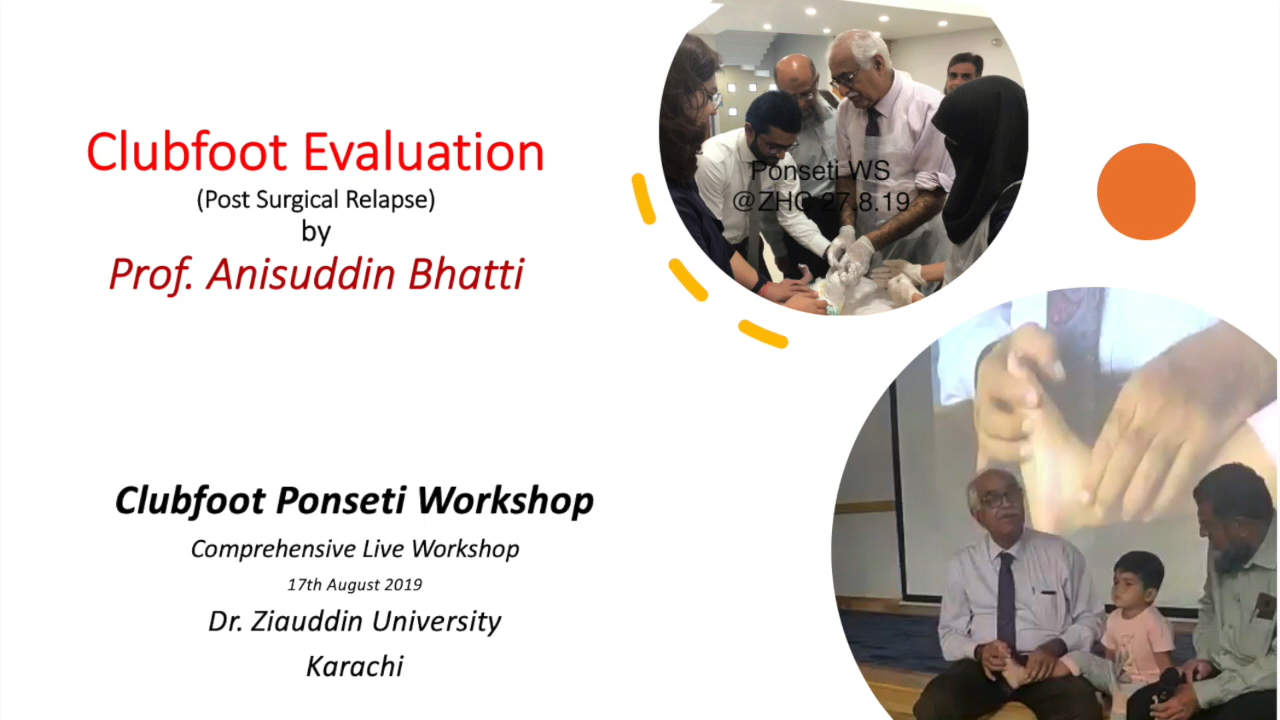 Clubfoot Evaluation
(Post Surgical Relapse)
by
Prof. Anisuddin Bhatti
Ponseti WS
@ZHC 27.8.19
Clubfoot Ponseti Workshop
Comprehensive Live Workshop
17th August 2019
Dr. Ziauddin University
Karachi